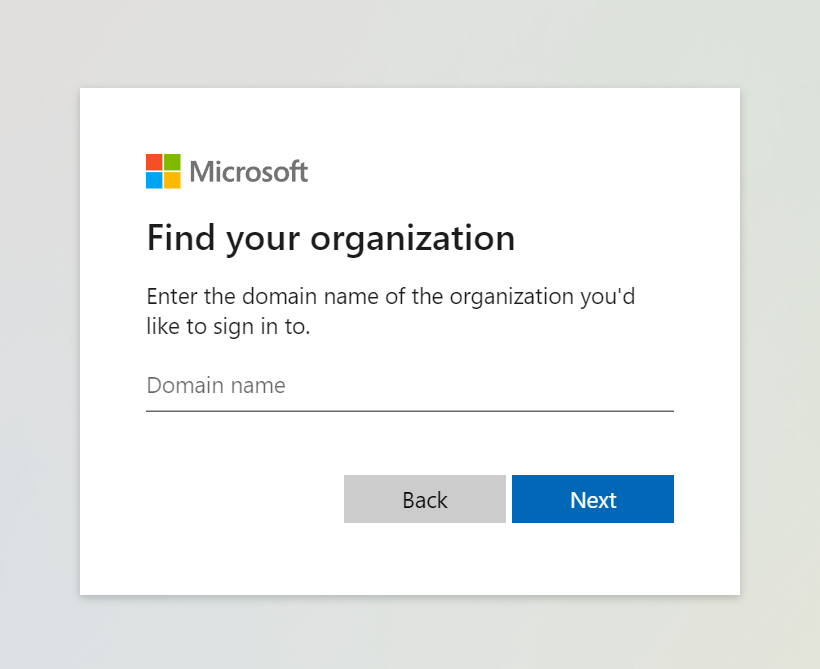 Microsoft
Find your organization
Enter the domain name of the organization you'd
like to sign in to.
Domain name
Back
Next